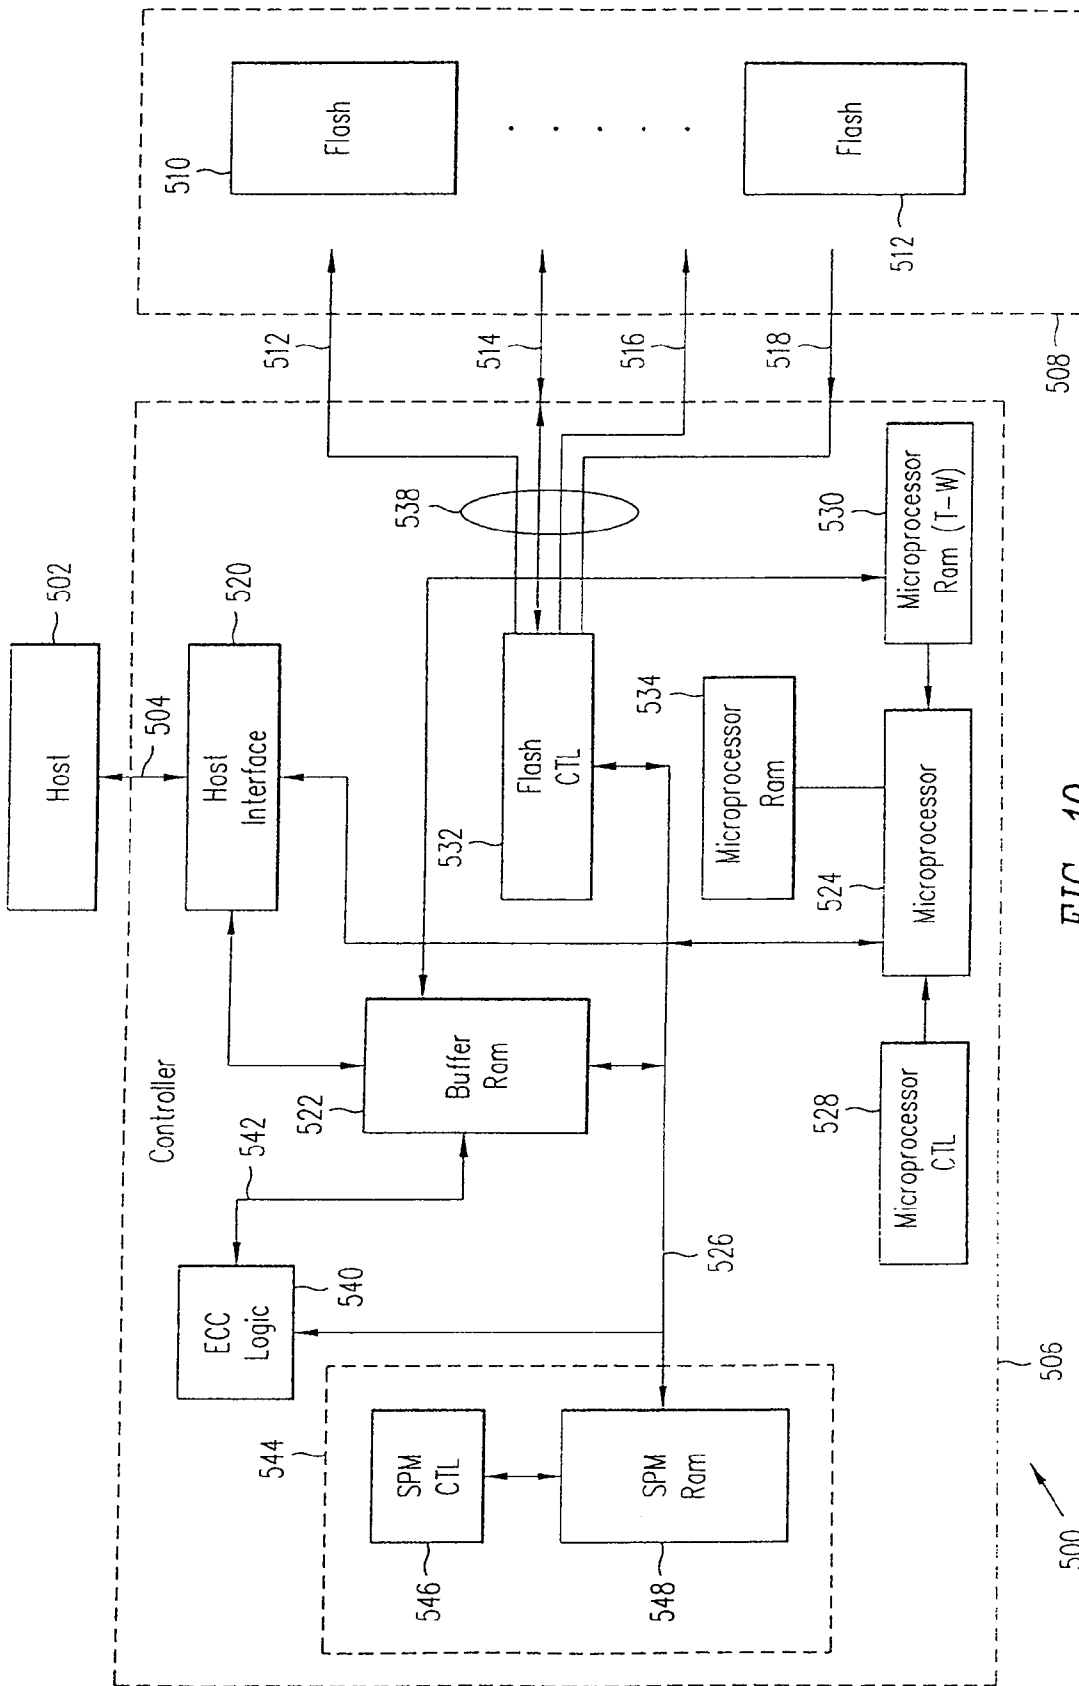 Host
502
504
Controller
542
ECC
Logic
540
Host
Interface
520
510
Flash
512
544
SPM
CTL
546
522
Buffer
Ram
538
514
532
Flash
CTL
516
SPM
Ram
548
526
Microprocessor
Ram
534
518
Flash
512
528
Microprocessor
CTL
524
Microprocessor
530
Microprocessor
Ram (T-W)
506
508
500
FIG.